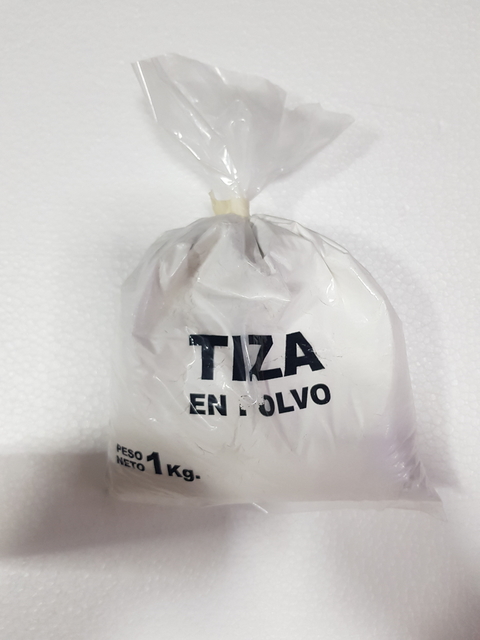 TIZA
EN POLVO
PESO
NETO 1 Kg.